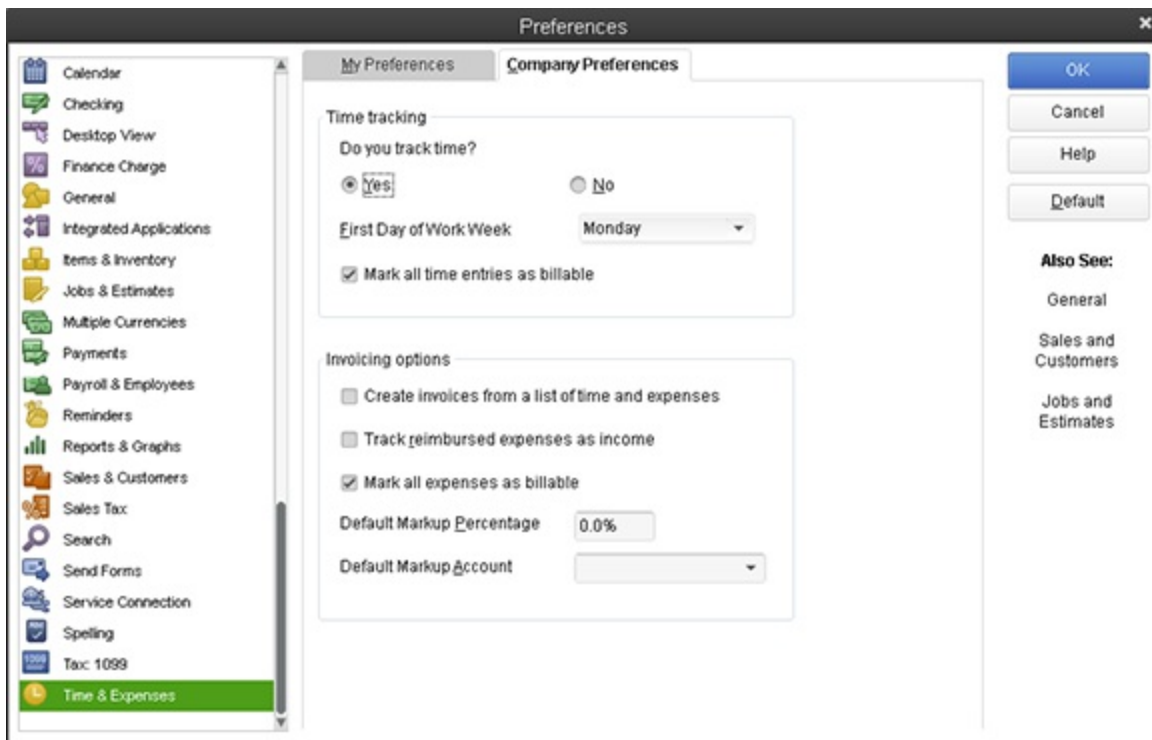 Preferences
Calendar
Checking
Desktop View
Finance Charge
General
Integrated Applications
Items & Inventory
Jobs & Estimates
Multiple Currencies
Payments
Payroll & Employees
Reminders
Reports & Graphs
Sales & Customers
Sales Tax
Search
Send Forms
Service Connection
Spelling
Tax: 1099
Time & Expenses
My Preferences
Company Preferences
Time tracking
Do you track time?
Yes
No
First Day of Work Week
Monday
Mark all time entries as billable
Invoicing options
Create invoices from a list of time and expenses
Track reimbursed expenses as income
Mark all expenses as billable
Default Markup Percentage
0.0%
Default Markup Account
OK
Cancel
Help
Default
Also See:
General
Sales and
Customers
Jobs and
Estimates